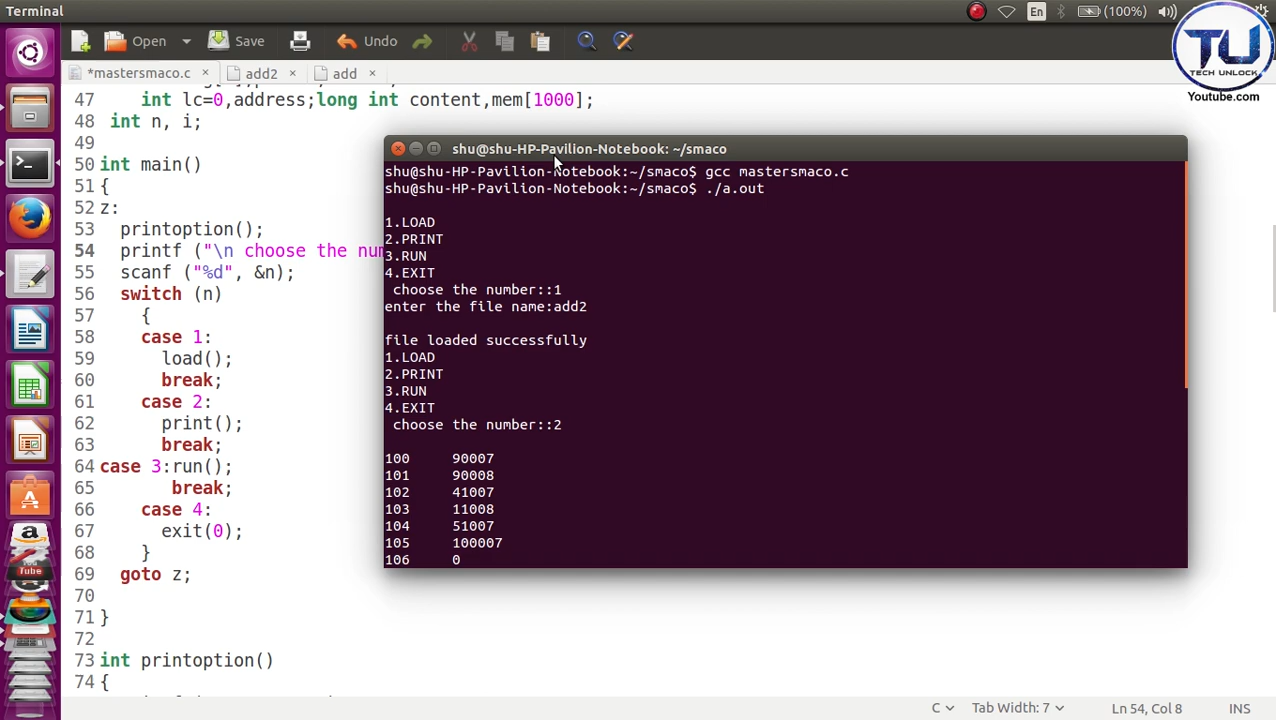 Terminal
En
(100%)
Open
Save
Undo
TU
TECH UNLOCK
Youtube.com
*mastersmaco.c ×
add2 ×
add ×
47 int lc=0,address;long int content,mem[1000];
48 int n, i;
49
50 int main()
51 {
52 z:
53 printoption();
54 printf ("\n choose the num
55 scanf ("%d", &n);
56 switch (n)
57 {
58 case 1:
59 load();
60 break;
61 case 2:
62 print();
63 break;
64 case 3:run();
65 break;
66 case 4:
67 exit(0);
68 }
69 goto z;
70
71 }
72
73 int printoption()
74 {
shu@shu-HP-Pavilion-Notebook: ~/smaco
shu@shu-HP-Pavilion-Notebook:~/smaco$ gcc mastersmaco.c
shu@shu-HP-Pavilion-Notebook:~/smaco$ ./a.out
1.LOAD
2.PRINT
3.RUN
4.EXIT
choose the number::1
enter the file name:add2
file loaded successfully
1.LOAD
2.PRINT
3.RUN
4.EXIT
choose the number::2
100 90007
101 90008
102 41007
103 11008
104 51007
105 100007
106 0
C
Tab Width: 7
Ln 54, Col 8
INS